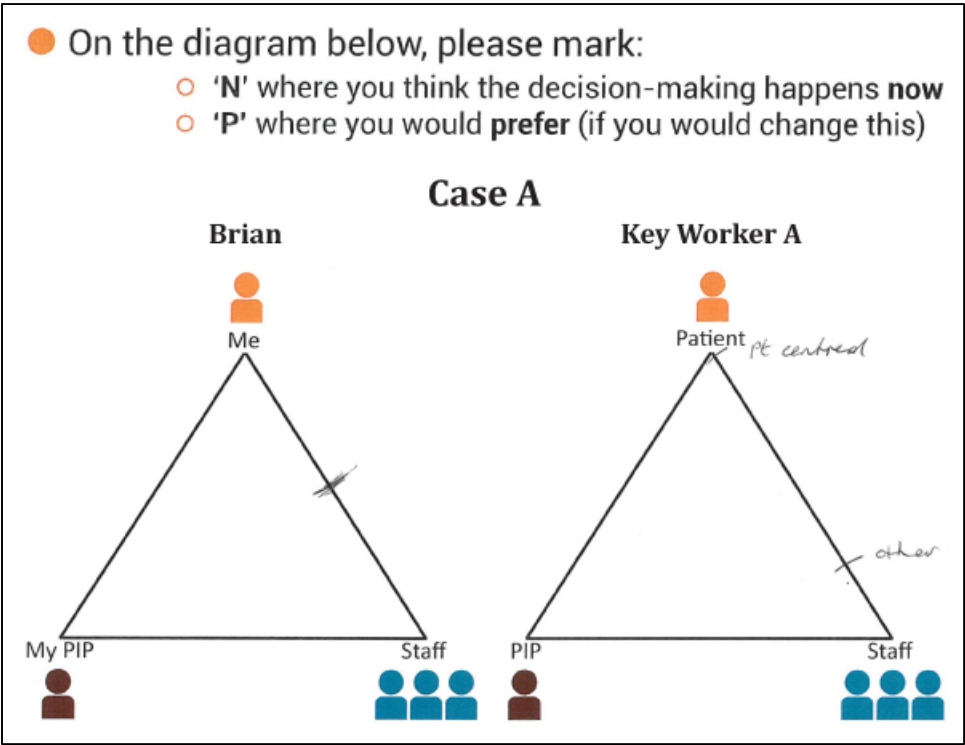 On the diagram below, please mark:
'N' where you think the decision-making happens now
'P' where you would prefer (if you would change this)
Case A
Brian
Key Worker A
Me
Patient
pt centred
other
My PIP
Staff
PIP
Staff